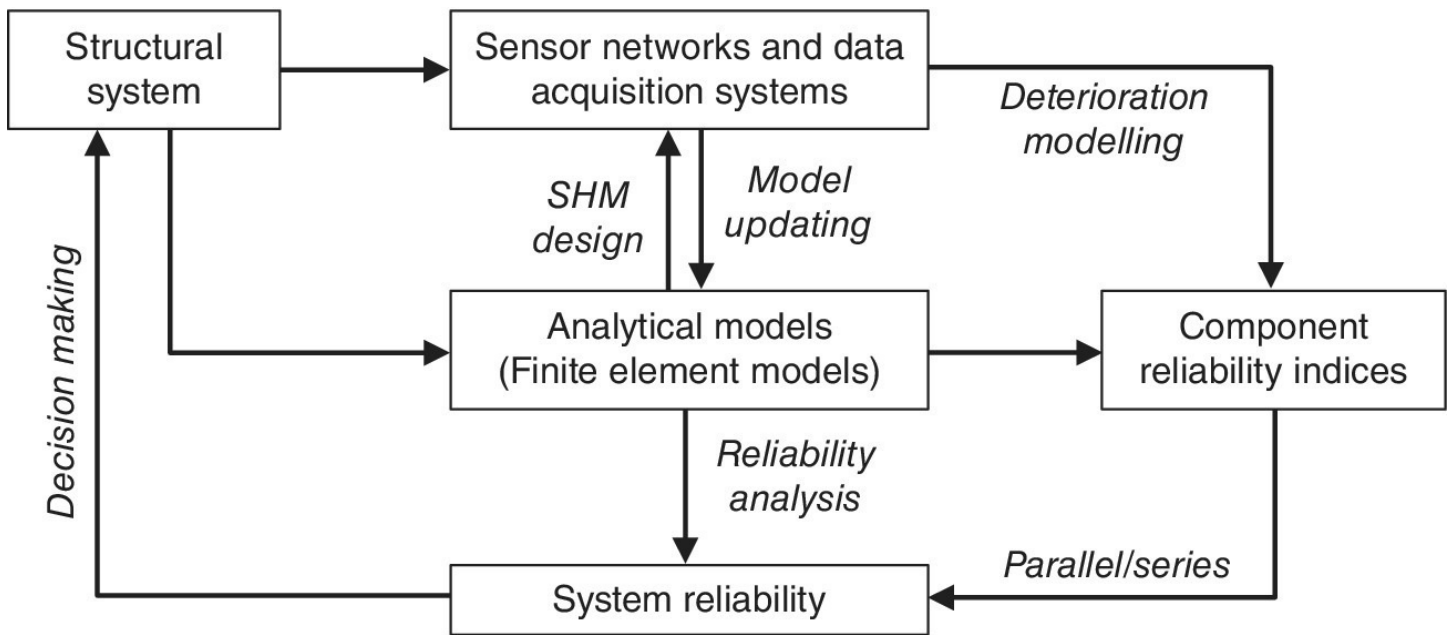 Structural
system
Sensor networks and data
acquisition systems
Deterioration
modelling
SHM
design
Model
updating
Decision making
Analytical models
(Finite element models)
Component
reliability indices
Reliability
analysis
Parallel/series
System reliability